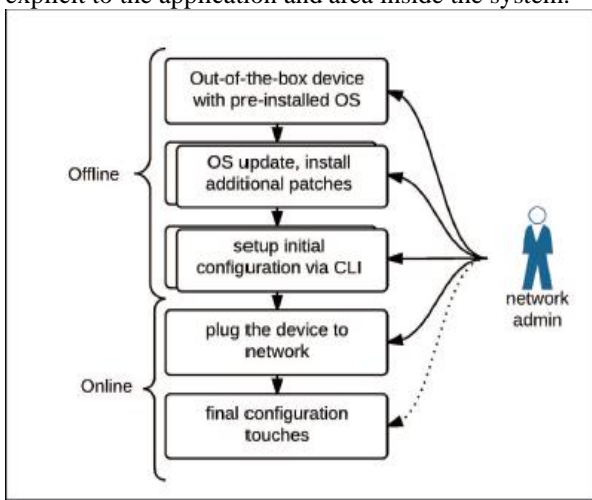 explicit to the application and area inside the system.
Out-of-the-box device
with pre-installed OS
Offline
OS update, install
additional patches
setup initial
configuration via CLI
network
admin
plug the device to
network
Online
final configuration
touches